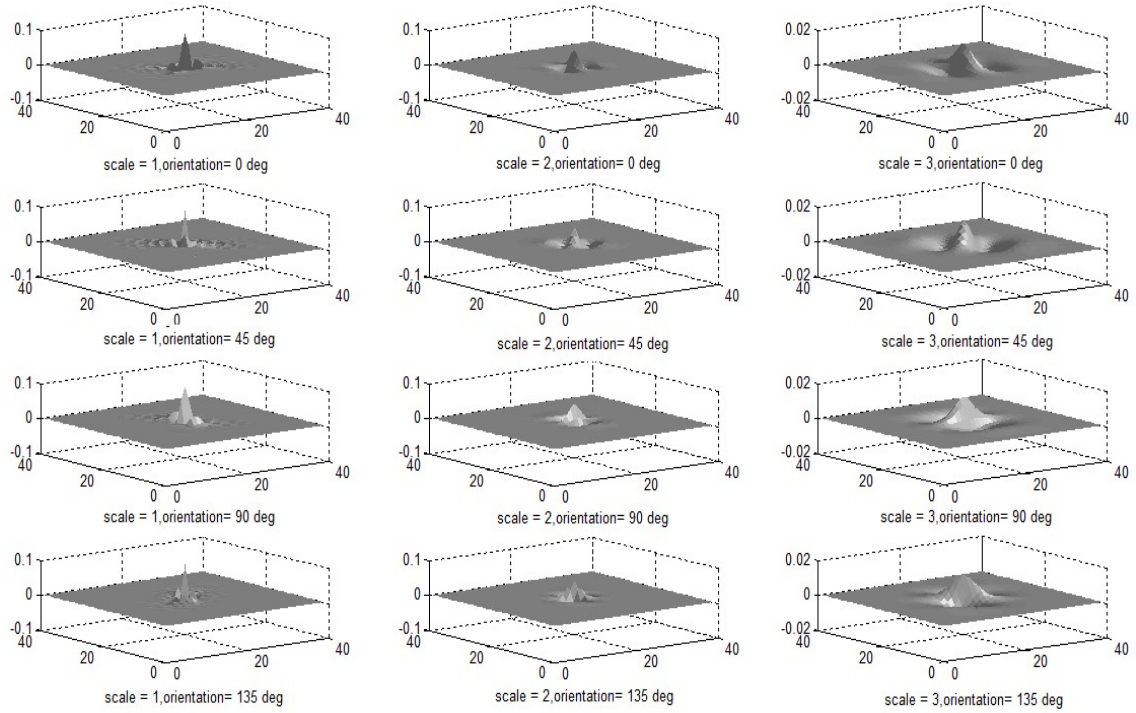 0.1 0.1 0.02
0 0 0
-0.1 -0.1 -0.02
40 40 40
20 20 20
0 0 20 40 0 0 20 40 0 0 20 40
scale = 1,orientation= 0 deg scale = 2,orientation= 0 deg scale = 3,orientation= 0 deg
0.1 0.1 0.02
0 0 0
-0.1 -0.1 -0.02
40 40 40
20 20 20
0 0 20 40 0 0 20 40 0 0 20 40
scale = 1,orientation= 45 deg scale = 2,orientation= 45 deg scale = 3,orientation= 45 deg
0.1 0.1 0.02
0 0 0
-0.1 -0.1 -0.02
40 40 40
20 20 20
0 0 20 40 0 0 20 40 0 0 20 40
scale = 1,orientation= 90 deg scale = 2,orientation= 90 deg scale = 3,orientation= 90 deg
0.1 0.1 0.02
0 0 0
-0.1 -0.1 -0.02
40 40 40
20 20 20
0 0 20 40 0 0 20 40 0 0 20 40
scale = 1,orientation= 135 deg scale = 2,orientation= 135 deg scale = 3,orientation= 135 deg